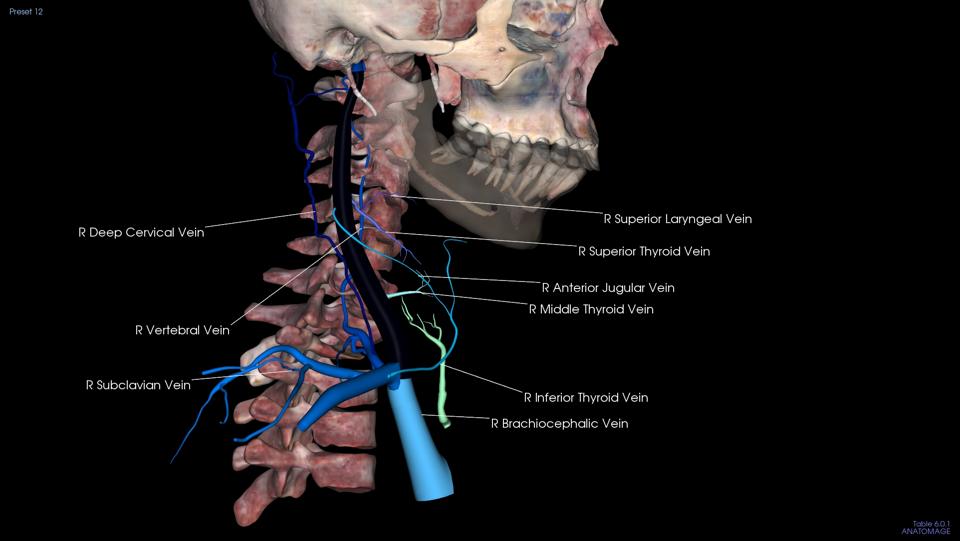 Preset 12
R Superior Laryngeal Vein
R Deep Cervical Vein
R Superior Thyroid Vein
R Anterior Jugular Vein
R Middle Thyroid Vein
R Vertebral Vein
R Subclavian Vein
R Inferior Thyroid Vein
R Brachiocephalic Vein
Table 6.0.1
ANATOMAGE